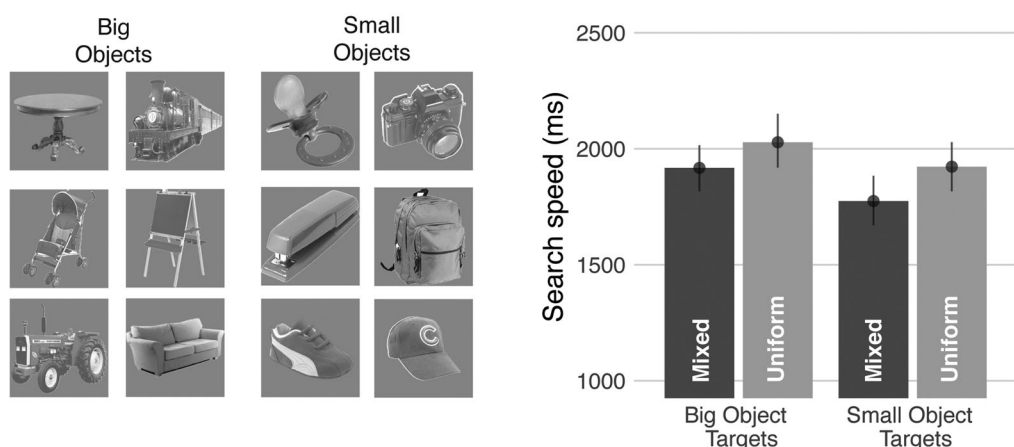 Big
Objects
Small
Objects
C
Search speed (ms)
2500
2000
1500
1000
Mixed
Uniform
Mixed
Uniform
Big Object
Targets
Small Object
Targets